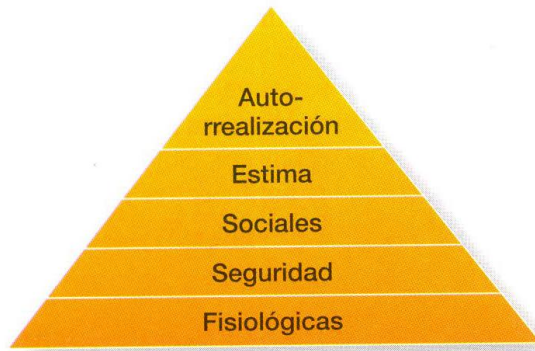 Auto-
rrealización
Estima
Sociales
Seguridad
Fisiológicas